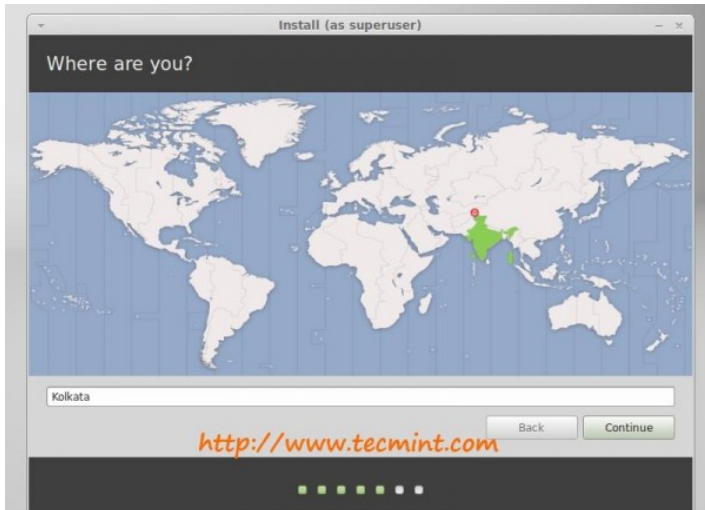 Install (as superuser)
Where are you?
Kolkata
Back
Continue
http://www.tecmint.com